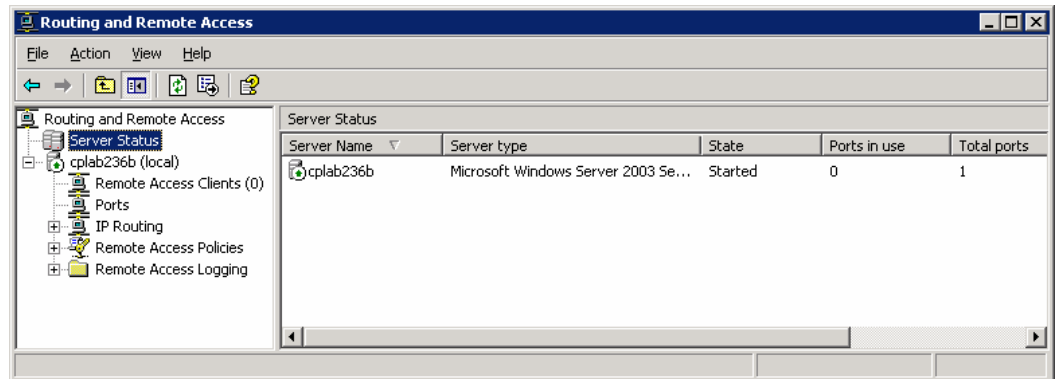 Routing and Remote Access
File Action View Help
Routing and Remote Access
Server Status
cplab236b (local)
Remote Access Clients (0)
Ports
IP Routing
Remote Access Policies
Remote Access Logging
Server Status
Server Name Server type State Ports in use Total ports
cplab236b Microsoft Windows Server 2003 Se... Started 0 1